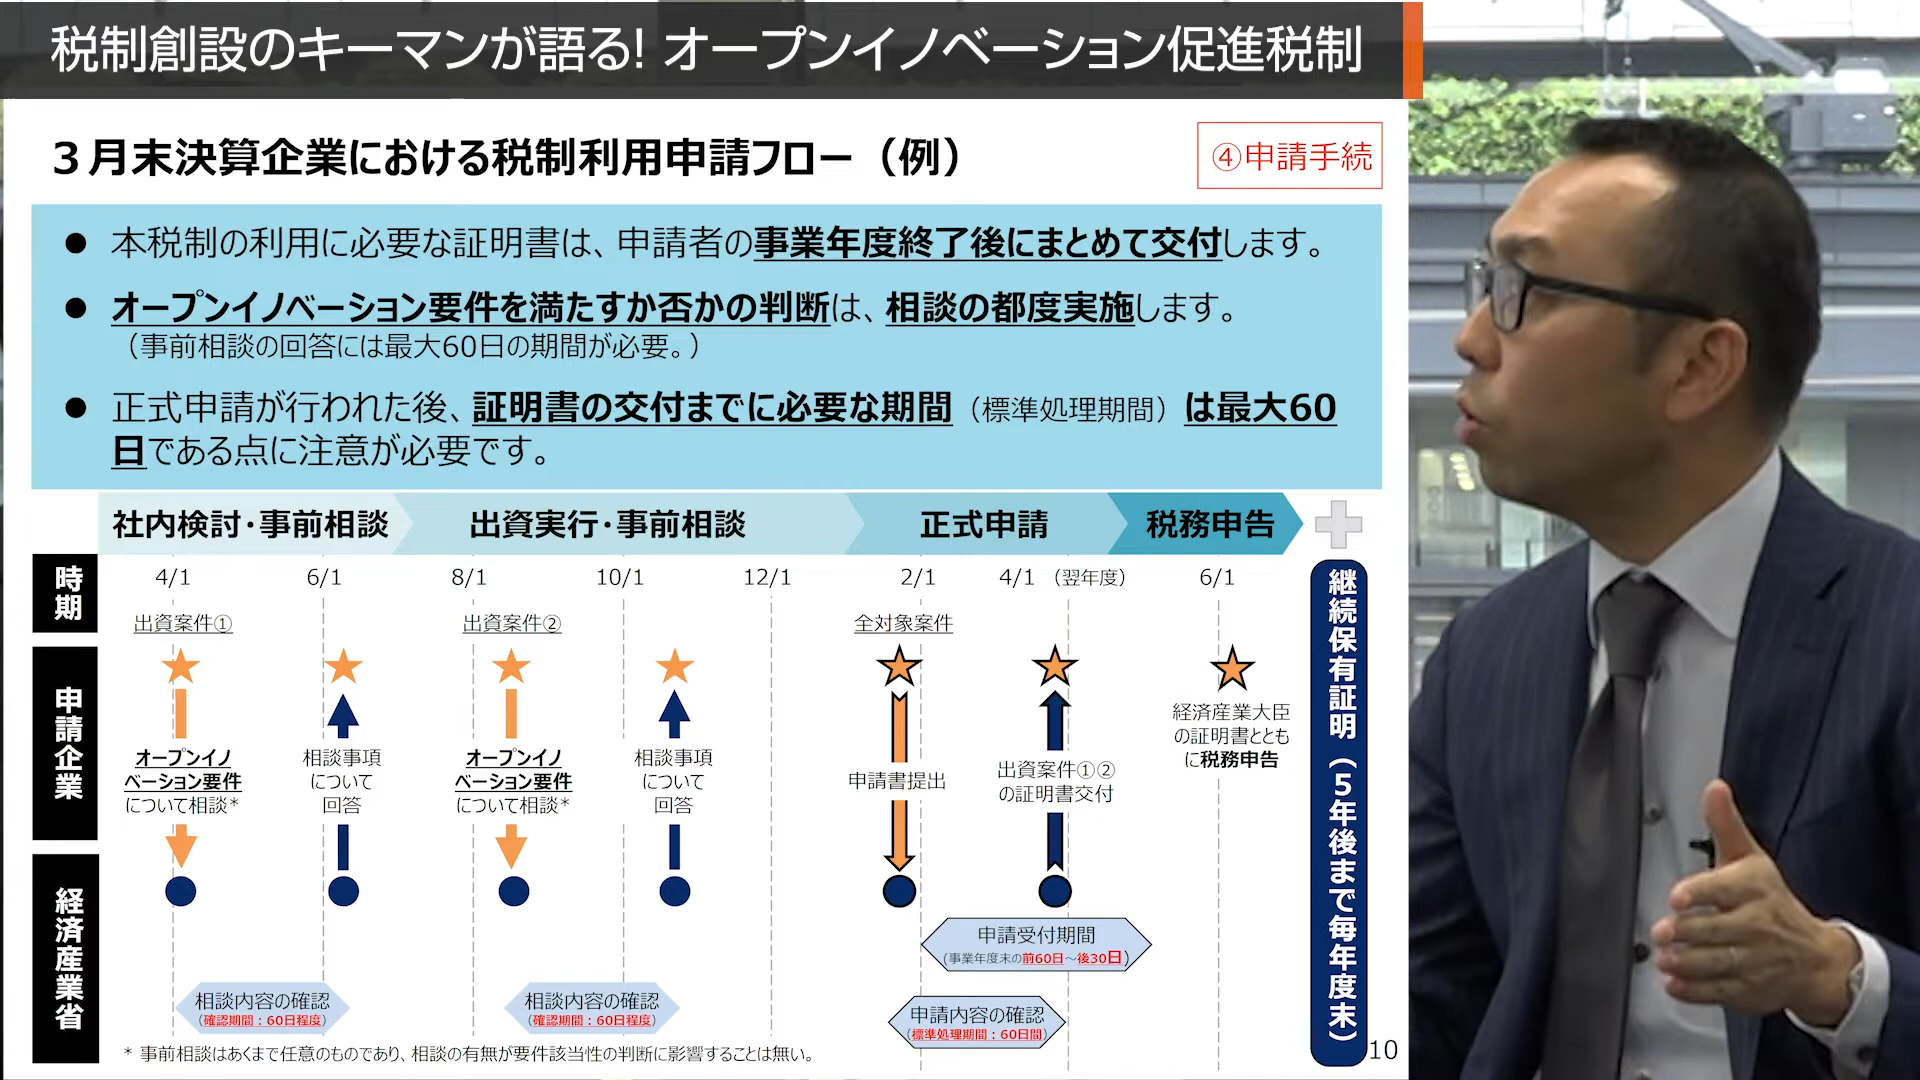 税制創設のキーマンが語る! オープンイノベーション促進税制
３月末決算企業における税制利用申請フロー（例）
④申請手続
● 本税制の利用に必要な証明書は、申請者の事業年度終了後にまとめて交付します。
● オープンイノベーション要件を満たすか否かの判断は、相談の都度実施します。
（事前相談の回答には最大60日の期間が必要。）
● 正式申請が行われた後、証明書の交付までに必要な期間（標準処理期間）は最大60
日である点に注意が必要です。
社内検討・事前相談 出資実行・事前相談 正式申請 税務申告
時期
4/1 6/1 8/1 10/1 12/1 2/1 4/1（翌年度） 6/1
出資案件① 出資案件② 全対象案件
申請企業
オープンイノ
ベーション要件
について相談*
相談事項
について
回答
オープンイノ
ベーション要件
について相談*
相談事項
について
回答
申請書提出
出資案件①②
の証明書交付
経済産業大臣
の証明書ととも
に税務申告
経済産業省
申請受付期間
(事業年度末の前60日～後30日)
相談内容の確認
(確認期間：60日程度)
相談内容の確認
(確認期間：60日程度)
申請内容の確認
(標準処理期間：60日間)
継続保有証明（５年後まで毎年度末）
* 事前相談はあくまで任意のものであり、相談の有無が要件該当性の判断に影響することは無い。
10